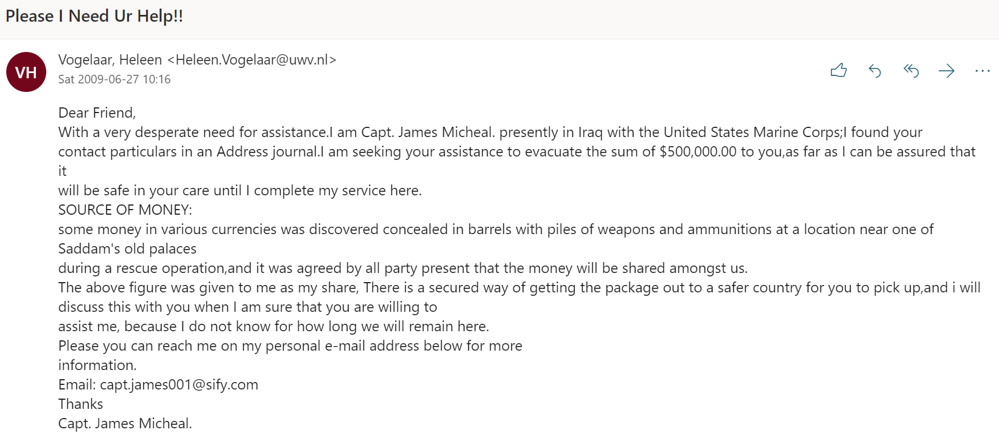 Please I Need Ur Help!!
VH
Vogelaar, Heleen <Heleen.Vogelaar@uwv.nl>
Sat 2009-06-27 10:16
Dear Friend,
With a very desperate need for assistance.I am Capt. James Micheal. presently in Iraq with the United States Marine Corps;I found your
contact particulars in an Address journal.I am seeking your assistance to evacuate the sum of $500,000.00 to you,as far as I can be assured that
it
will be safe in your care until I complete my service here.
SOURCE OF MONEY:
some money in various currencies was discovered concealed in barrels with piles of weapons and ammunitions at a location near one of
Saddam's old palaces
during a rescue operation,and it was agreed by all party present that the money will be shared amongst us.
The above figure was given to me as my share, There is a secured way of getting the package out to a safer country for you to pick up,and i will
discuss this with you when I am sure that you are willing to
assist me, because I do not know for how long we will remain here.
Please you can reach me on my personal e-mail address below for more
information.
Email: capt.james001@sify.com
Thanks
Capt. James Micheal.